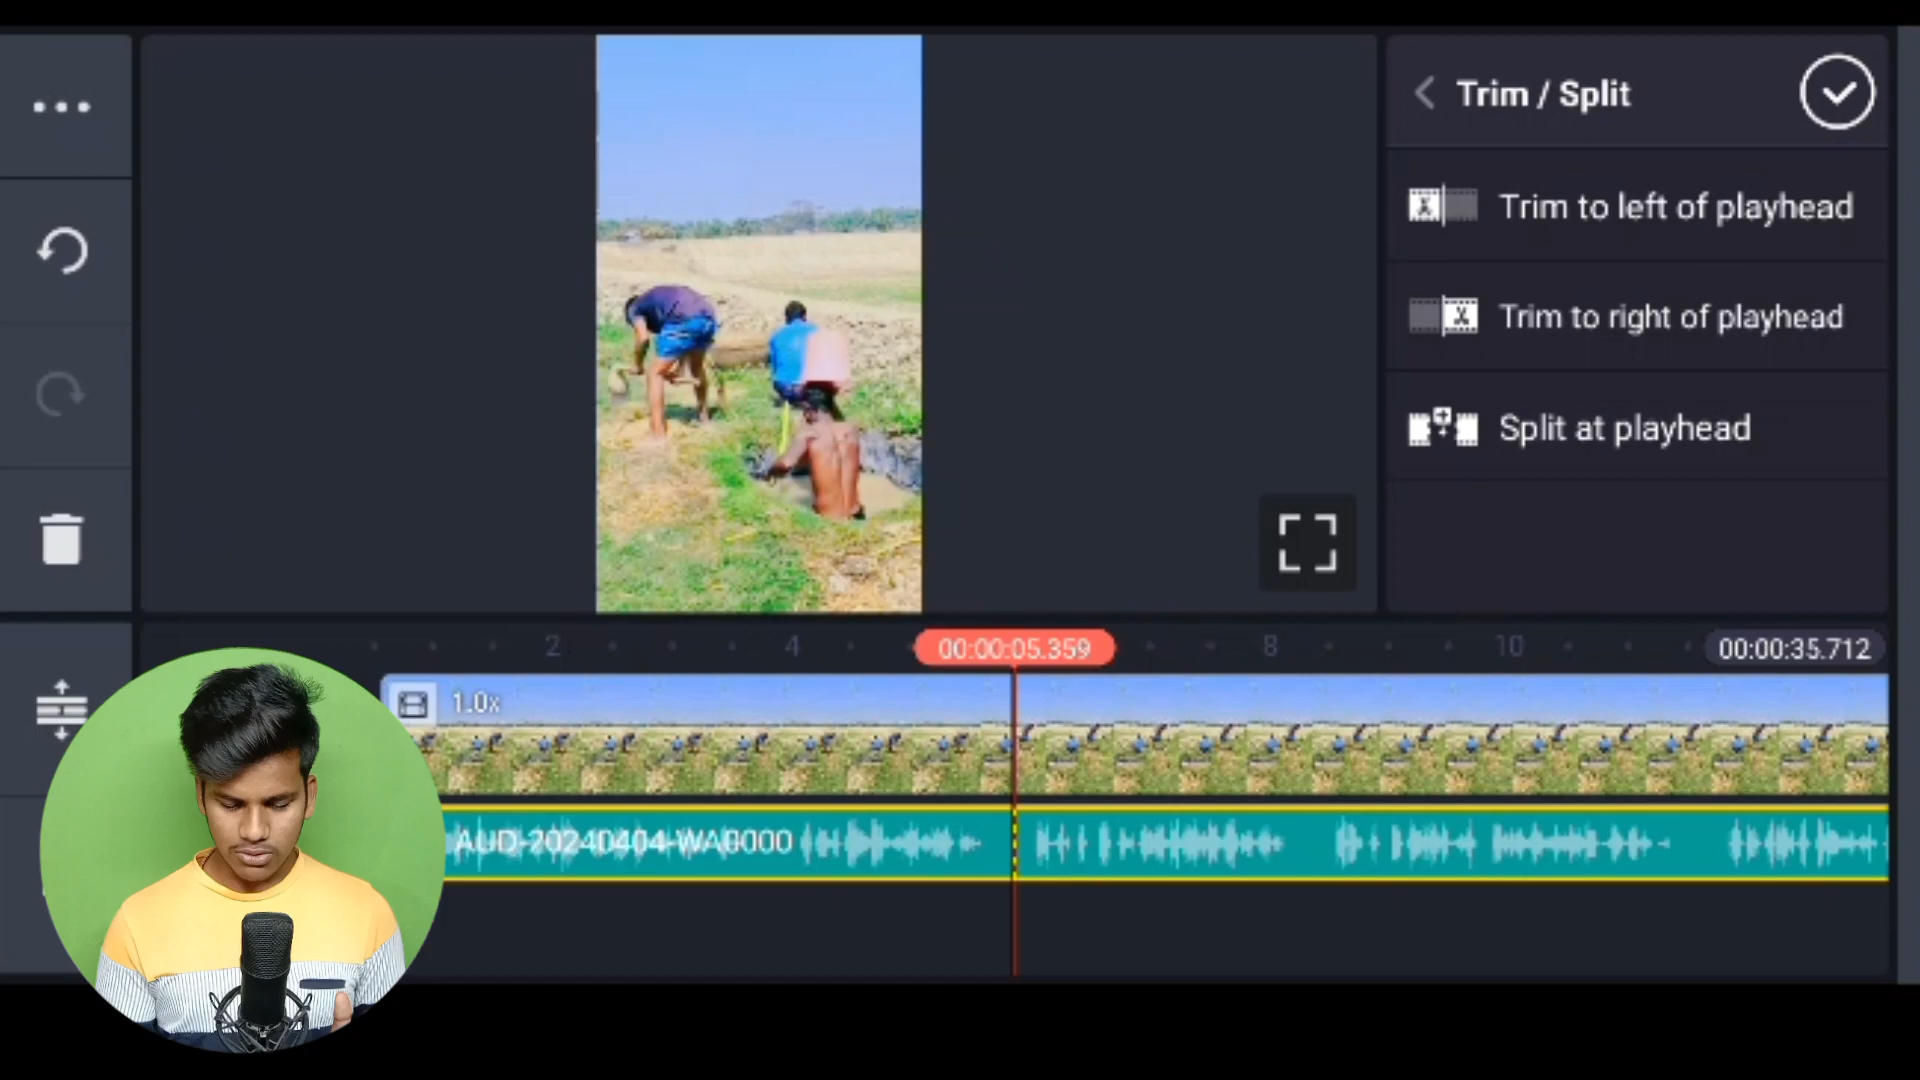 Trim / Split
Trim to left of playhead
Trim to right of playhead
Split at playhead
2
4
00:00:05.359
8
10
00:00:35.712
1.0x
AUD-20240404-WA0000